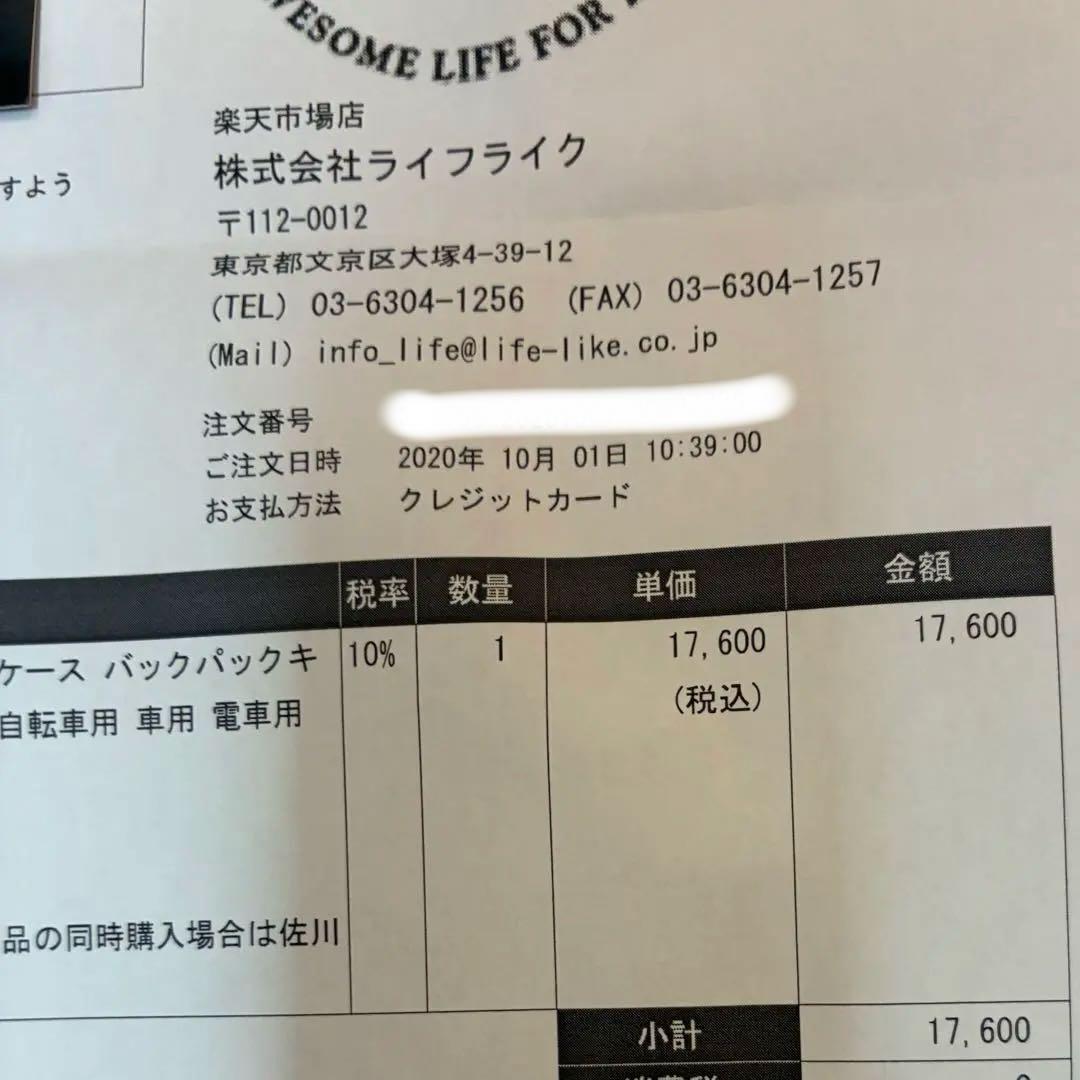 ESOME LIFE FOR
楽天市場店
株式会社ライフライク
すよう
〒112-0012
東京都文京区大塚4-39-12
(TEL) 03-6304-1256 (FAX) 03-6304-1257
(Mail) info_life@life-like.co.jp
注文番号
ご注文日時 2020年 10月 01日 10:39:00
お支払方法 クレジットカード
税率 数量 単価 金額
ケース バックパックキ 10% 1 17,600 17,600
自転車用 車用 電車用 (税込)
品の同時購入場合は佐川
小計 17,600